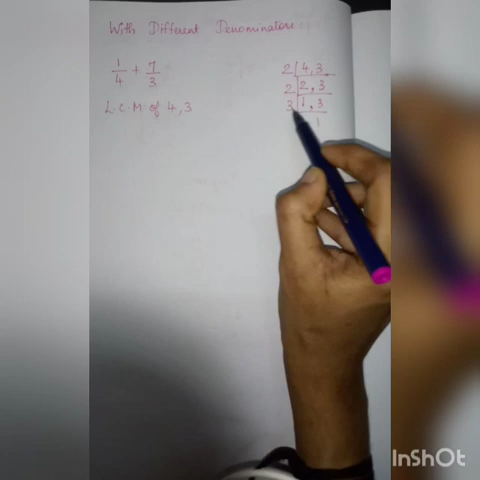 With Different Denominators
1/4 + 7/3
L.C.M. of 4,3
2 | 4,3
2 | 2,3
3 | 1,3
1
InShOt